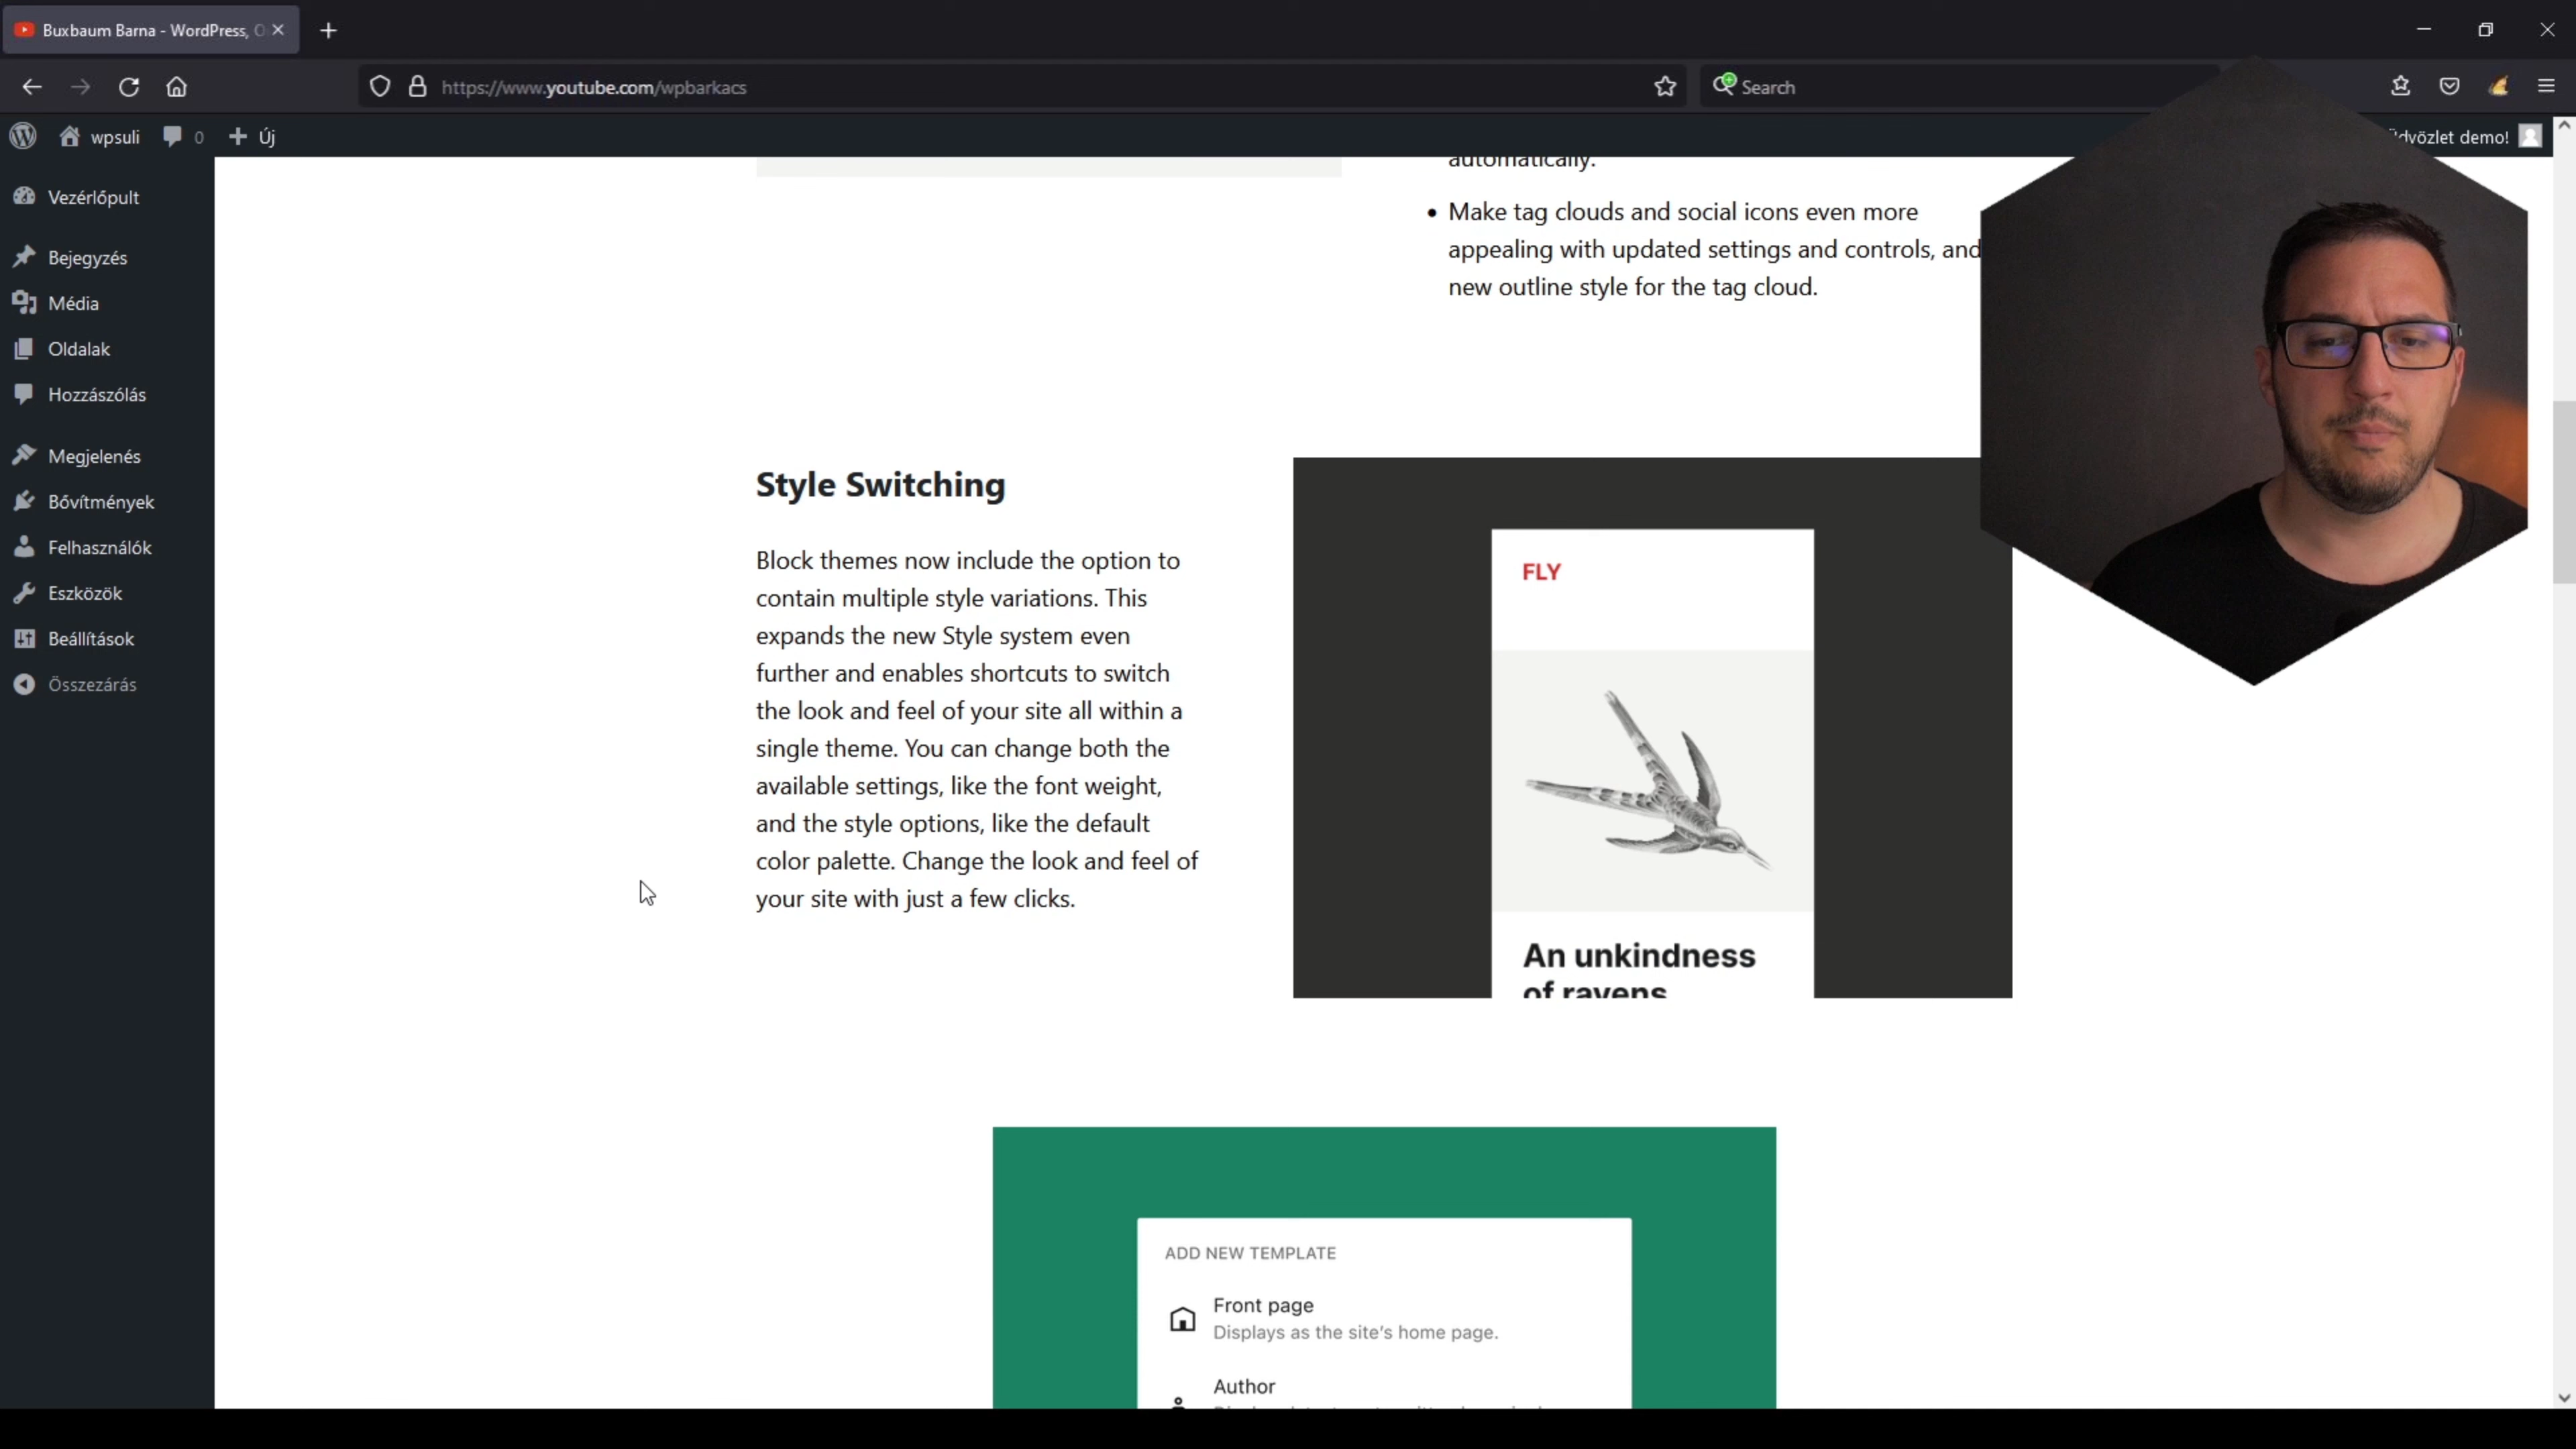 Buxbaum Barna - WordPress, O
https://www.youtube.com/wpbarkacs
Search
wpsuli
0
Új
dvözlet demo!
Vezérlőpult
Bejegyzés
Média
Oldalak
Hozzászólás
Megjelenés
Bővítmények
Felhasználók
Eszközök
Beállítások
Összezárás
automatically.
• Make tag clouds and social icons even more
appealing with updated settings and controls, and
new outline style for the tag cloud.
Style Switching
Block themes now include the option to
contain multiple style variations. This
expands the new Style system even
further and enables shortcuts to switch
the look and feel of your site all within a
single theme. You can change both the
available settings, like the font weight,
and the style options, like the default
color palette. Change the look and feel of
your site with just a few clicks.
FLY
An unkindness
of ravens
ADD NEW TEMPLATE
Front page
Displays as the site's home page.
Author